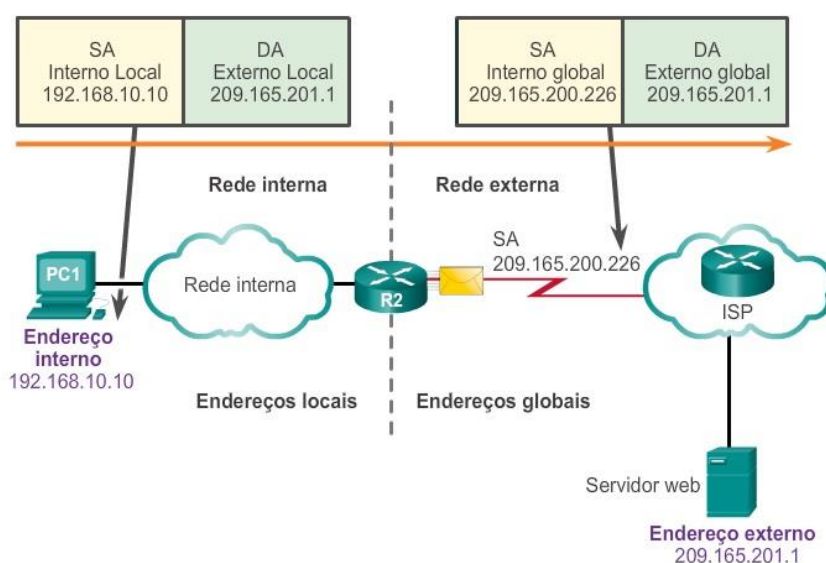 SA
Interno Local
192.168.10.10
DA
Externo Local
209.165.201.1
SA
Interno global
209.165.200.226
DA
Externo global
209.165.201.1
Rede interna
Rede externa
PC1
Rede interna
R2
SA
209.165.200.226
ISP
Endereço
interno
192.168.10.10
Endereços locais
Endereços globais
Servidor web
Endereço externo
209.165.201.1